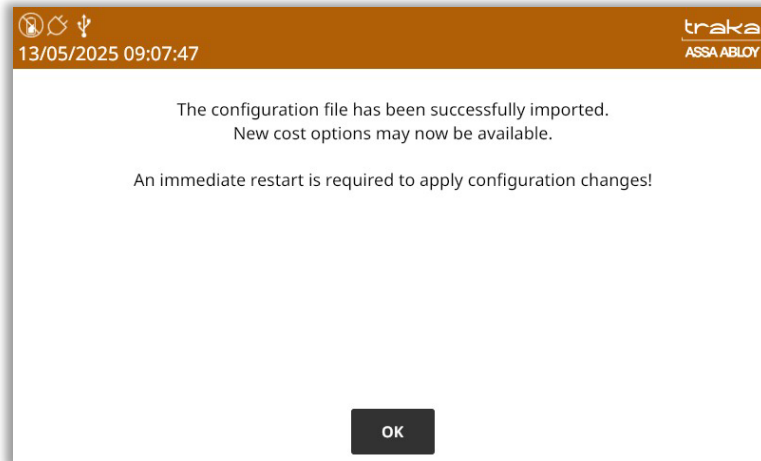 traka
13/05/2025 09:07:47
ASSA ABLOY
The configuration file has been successfully imported.
New cost options may now be available.
An immediate restart is required to apply configuration changes!
OK